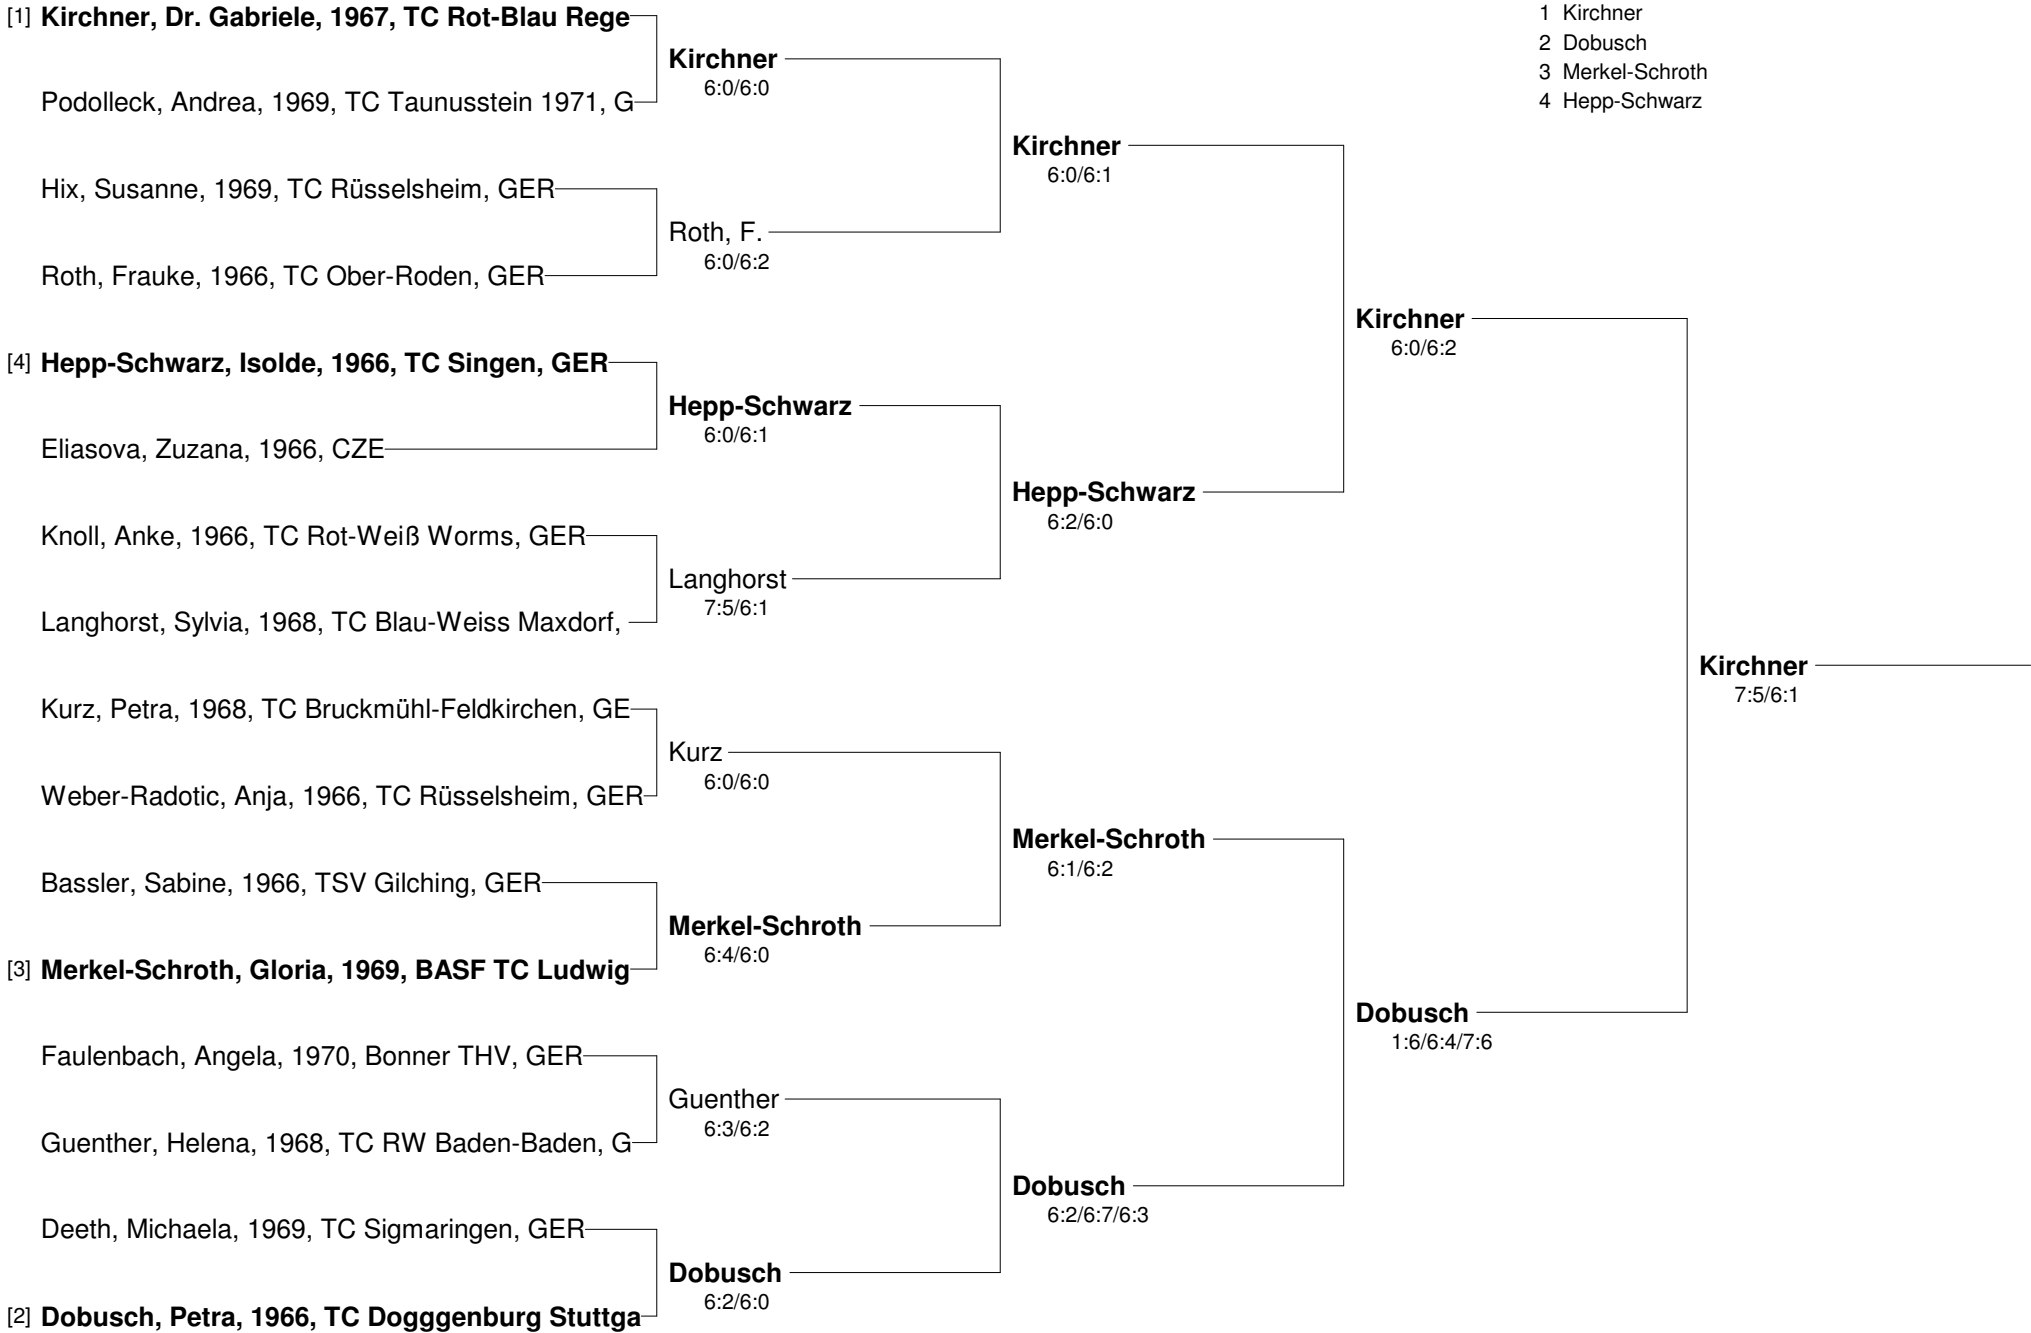 [1] Kirchner, Dr. Gabriele, 1967, TC Rot-Blau Rege
Podolleck, Andrea, 1969, TC Taunusstein 1971, G
Hix, Susanne, 1969, TC Rüsselsheim, GER
Roth, Frauke, 1966, TC Ober-Roden, GER
[4] Hepp-Schwarz, Isolde, 1966, TC Singen, GER
Eliasova, Zuzana, 1966, CZE
Knoll, Anke, 1966, TC Rot-Weiß Worms, GER
Langhorst, Sylvia, 1968, TC Blau-Weiss Maxdorf,
Kurz, Petra, 1968, TC Bruckmühl-Feldkirchen, GE
Weber-Radotic, Anja, 1966, TC Rüsselsheim, GER
Bassler, Sabine, 1966, TSV Gilching, GER
[3] Merkel-Schroth, Gloria, 1969, BASF TC Ludwig
Faulenbach, Angela, 1970, Bonner THV, GER
Guenther, Helena, 1968, TC RW Baden-Baden, G
Deeth, Michaela, 1969, TC Sigmaringen, GER
[2] Dobusch, Petra, 1966, TC Dogggenburg Stuttga
Kirchner
6:0/6:0
Roth, F.
6:0/6:2
Hepp-Schwarz
6:0/6:1
Langhorst
7:5/6:1
Kurz
6:0/6:0
Merkel-Schroth
6:4/6:0
Guenther
6:3/6:2
Dobusch
6:2/6:0
Kirchner
6:0/6:1
Hepp-Schwarz
6:2/6:0
Merkel-Schroth
6:1/6:2
Dobusch
6:2/6:7/6:3
Kirchner
6:0/6:2
Dobusch
1:6/6:4/7:6
Kirchner
7:5/6:1
1 Kirchner
2 Dobusch
3 Merkel-Schroth
4 Hepp-Schwarz